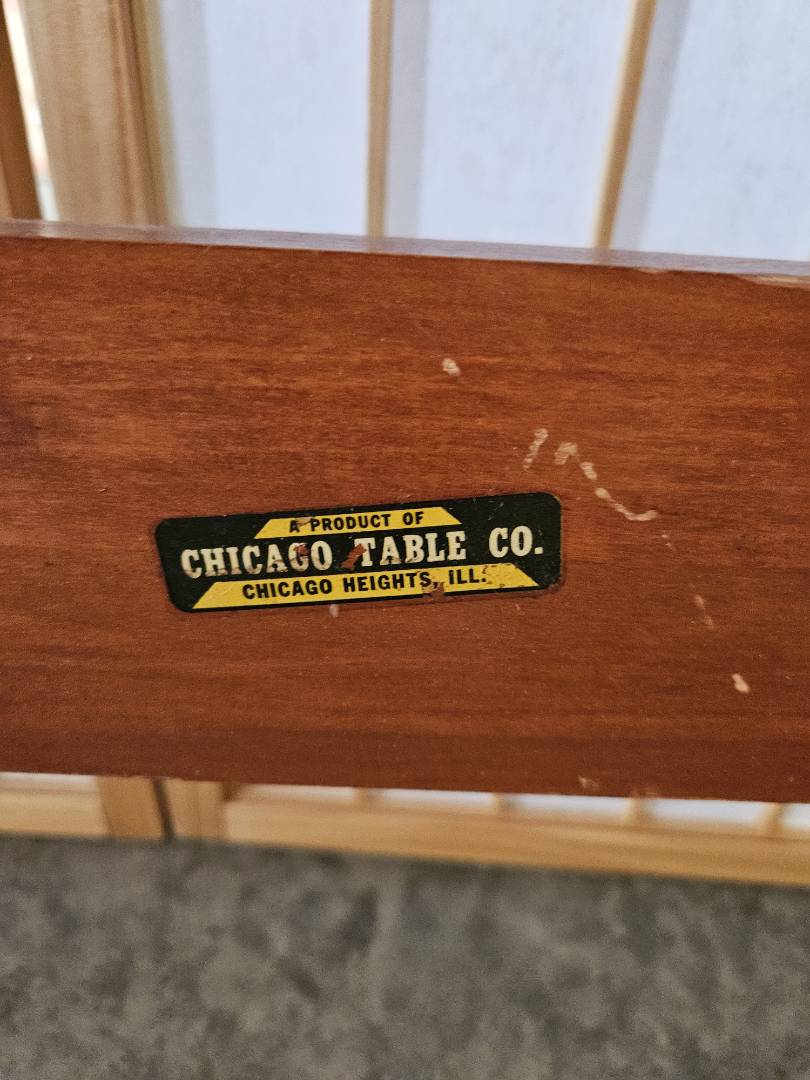 A PRODUCT OF
CHICAGO TABLE CO.
CHICAGO HEIGHTS, ILL.